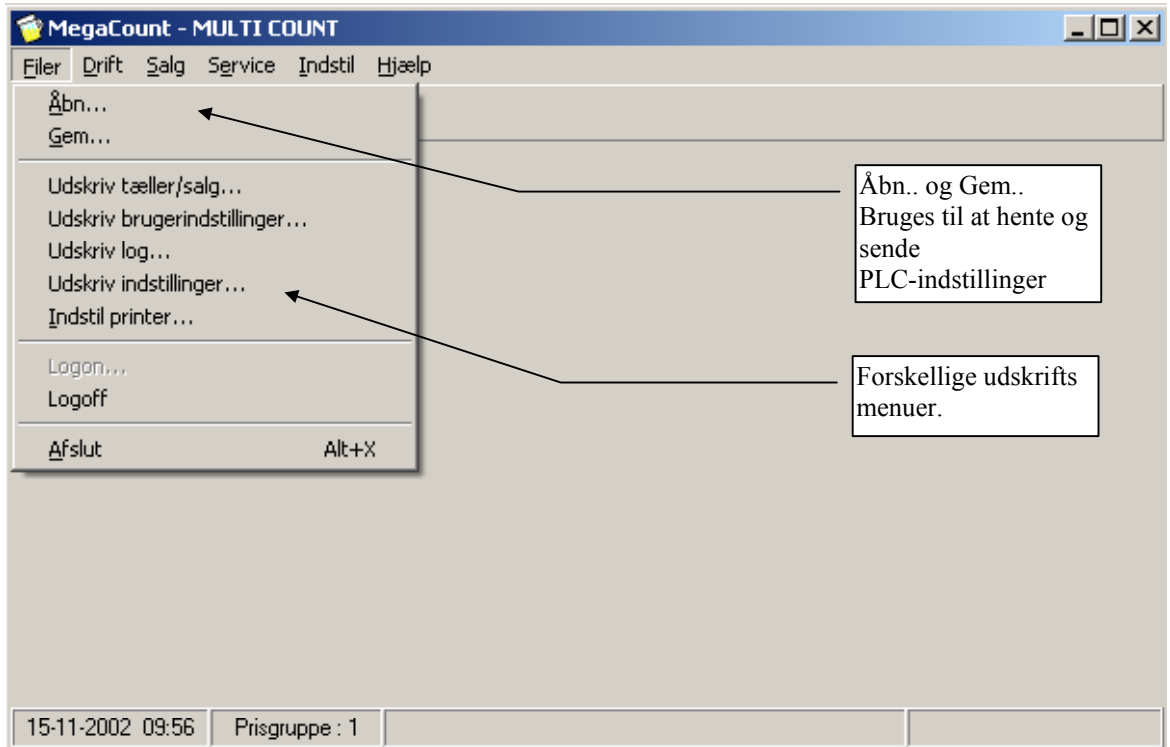 MegaCount - MULTI COUNT
Filer Drift Salg Service Indstil Hjælp
Åbn...
Gem...
Udskriv tæller/salg...
Udskriv brugerindstillinger...
Udskriv log...
Udskriv indstillinger...
Indstil printer...
Logon...
Logoff
Afslut Alt+X
Åbn.. og Gem..
Bruges til at hente og
sende
PLC-indstillinger
Forskellige udskrifts
menuer.
15-11-2002 09:56 Prisgruppe : 1